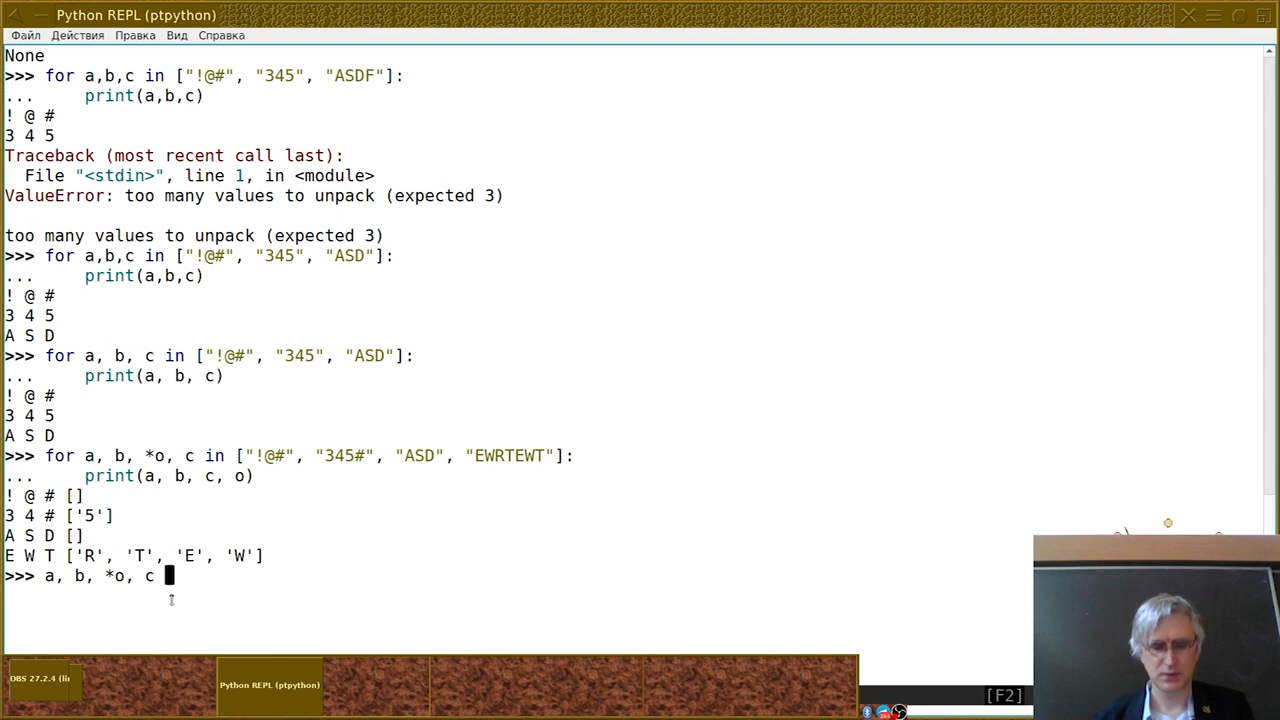 Python REPL (ptpython)
Файл Действия Правка Вид Справка
None
>>> for a,b,c in ["!@#", "345", "ASDF"]:
...     print(a,b,c)
! @ #
3 4 5
Traceback (most recent call last):
  File "<stdin>", line 1, in <module>
ValueError: too many values to unpack (expected 3)
too many values to unpack (expected 3)
>>> for a,b,c in ["!@#", "345", "ASD"]:
...     print(a,b,c)
! @ #
3 4 5
A S D
>>> for a, b, c in ["!@#", "345", "ASD"]:
...     print(a, b, c)
! @ #
3 4 5
A S D
>>> for a, b, *o, c in ["!@#", "345#", "ASD", "EWRTEWT"]:
...     print(a, b, c, o)
! @ # []
3 4 # ['5']
A S D []
E W T ['R', 'T', 'E', 'W']
>>> a, b, *o, c
OBS 27.2.4 (lir
Python REPL (ptpython)
[F2]